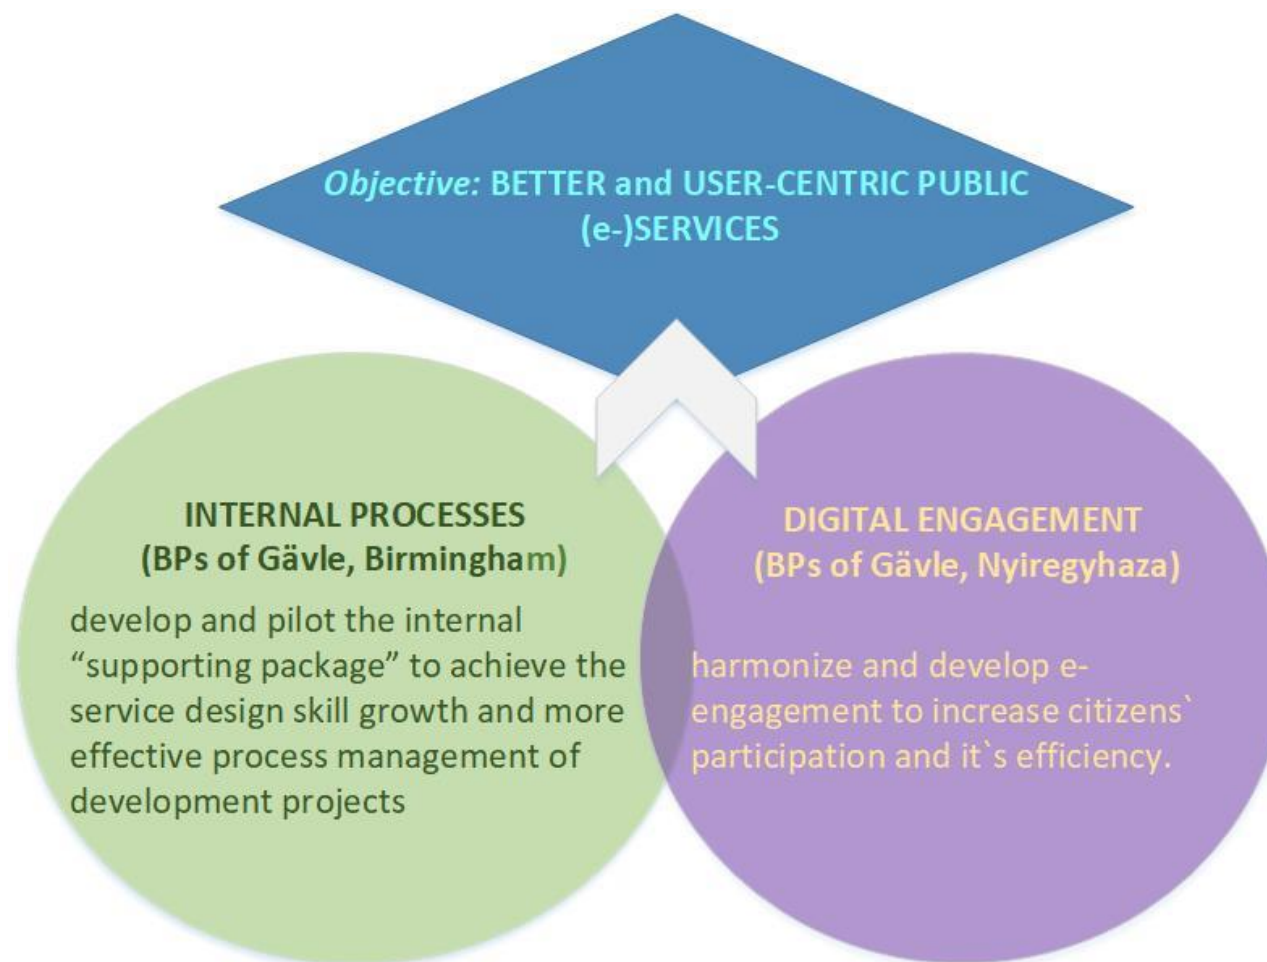 Objective: BETTER and USER-CENTRIC PUBLIC
(e-)SERVICES
INTERNAL PROCESSES
(BPs of Gävle, Birmingham)
develop and pilot the internal
“supporting package” to achieve the
service design skill growth and more
effective process management of
development projects
DIGITAL ENGAGEMENT
(BPs of Gävle, Nyiregyhaza)
harmonize and develop e-
engagement to increase citizens`
participation and it`s efficiency.